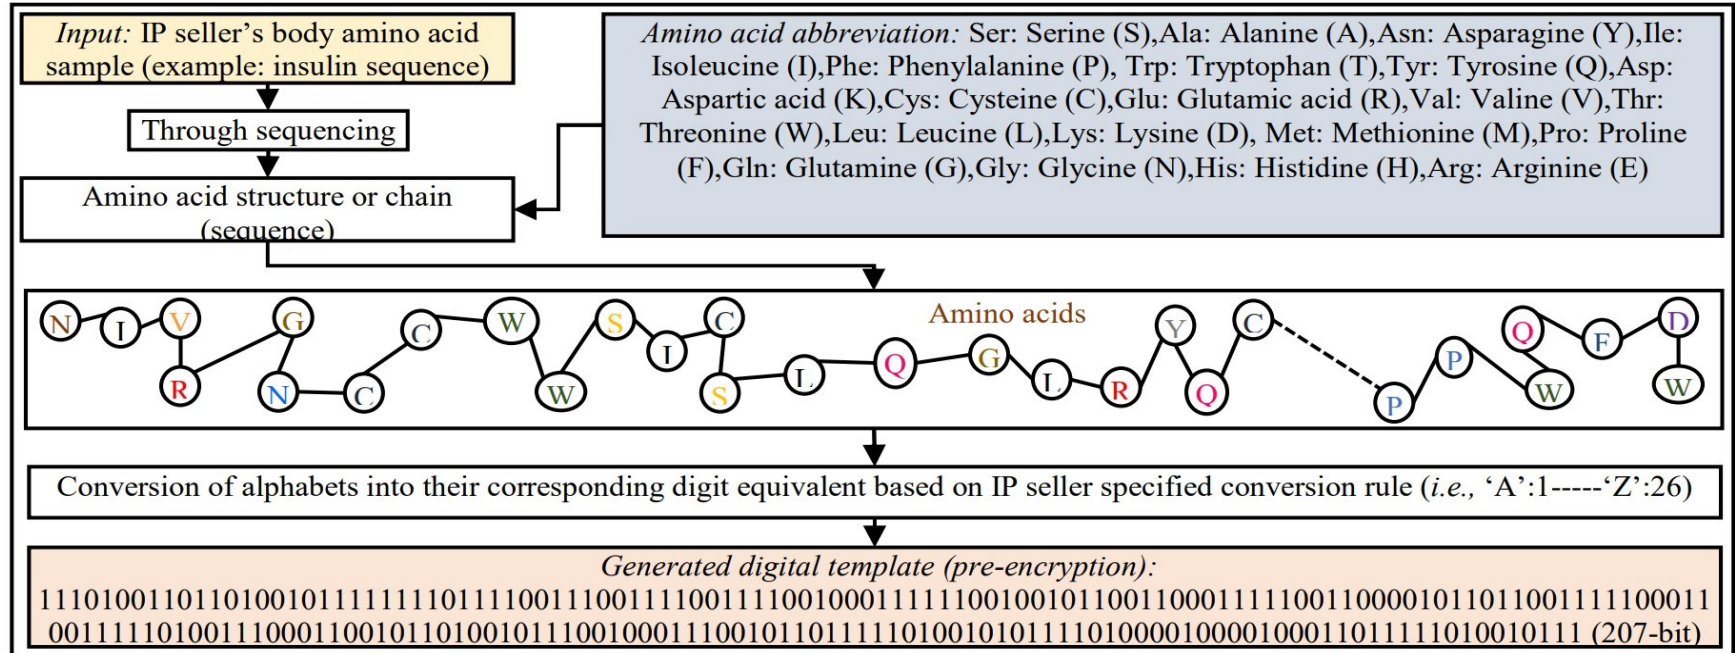 Input: IP seller's body amino acid
sample (example: insulin sequence)
Through sequencing
Amino acid structure or chain
(sequence)
Amino acid abbreviation: Ser: Serine (S),Ala: Alanine (A),Asn: Asparagine (Y),Ile:
Isoleucine (I),Phe: Phenylalanine (P), Trp: Tryptophan (T),Tyr: Tyrosine (Q),Asp:
Aspartic acid (K),Cys: Cysteine (C),Glu: Glutamic acid (R),Val: Valine (V),Thr:
Threonine (W),Leu: Leucine (L),Lys: Lysine (D), Met: Methionine (M),Pro: Proline
(F),Gln: Glutamine (G),Gly: Glycine (N),His: Histidine (H),Arg: Arginine (E)
Amino acids
N I V R G N C C W W S I C S L Q G L R Y Q C P P W Q F D W
Conversion of alphabets into their corresponding digit equivalent based on IP seller specified conversion rule (i.e., 'A':1-----'Z':26)
Generated digital template (pre-encryption):
1110100110110100101111111110111100111001111001111001000111111001001011001100011111001100001011011001111100011
001111101001110001100101101001011100100011100101101111101001010111101000010000100011011111010010111 (207-bit)